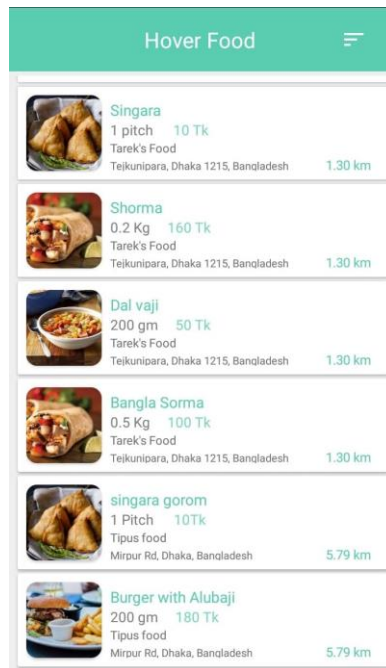 Hover Food
Singara
1 pitch 10 Tk
Tarek's Food
Tejkunipara, Dhaka 1215, Bangladesh 1.30 km
Shorma
0.2 Kg 160 Tk
Tarek's Food
Tejkunipara, Dhaka 1215, Bangladesh 1.30 km
Dal vaji
200 gm 50 Tk
Tarek's Food
Tejkunipara, Dhaka 1215, Bangladesh 1.30 km
Bangla Sorma
0.5 Kg 100 Tk
Tarek's Food
Tejkunipara, Dhaka 1215, Bangladesh 1.30 km
singara gorom
1 Pitch 10Tk
Tipus food
Mirpur Rd, Dhaka, Bangladesh 5.79 km
Burger with Alubaji
200 gm 180 Tk
Tipus food
Mirpur Rd, Dhaka, Bangladesh 5.79 km